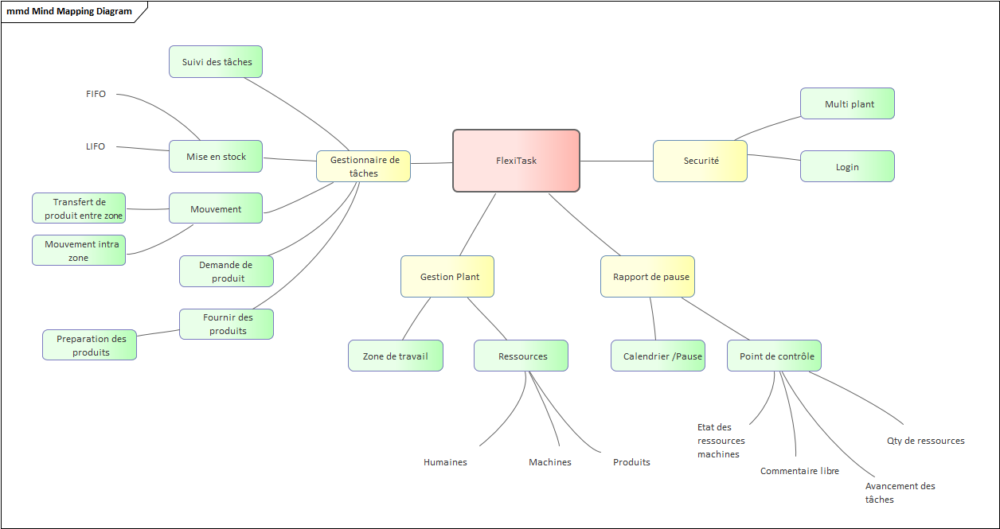 mmd Mind Mapping Diagram
Suivi des tâches
FIFO
LIFO
Mise en stock
Gestionnaire de
tâches
Transfert de
produit entre zone
Mouvement
Mouvement intra
zone
Demande de
produit
Fournir des
produits
Preparation des
produits
FlexiTask
Securité
Multi plant
Login
Gestion Plant
Rapport de pause
Zone de travail
Ressources
Calendrier /Pause
Point de contrôle
Humaines
Machines
Produits
Etat des
ressources
machines
Commentaire libre
Avancement des
tâches
Qty de ressources